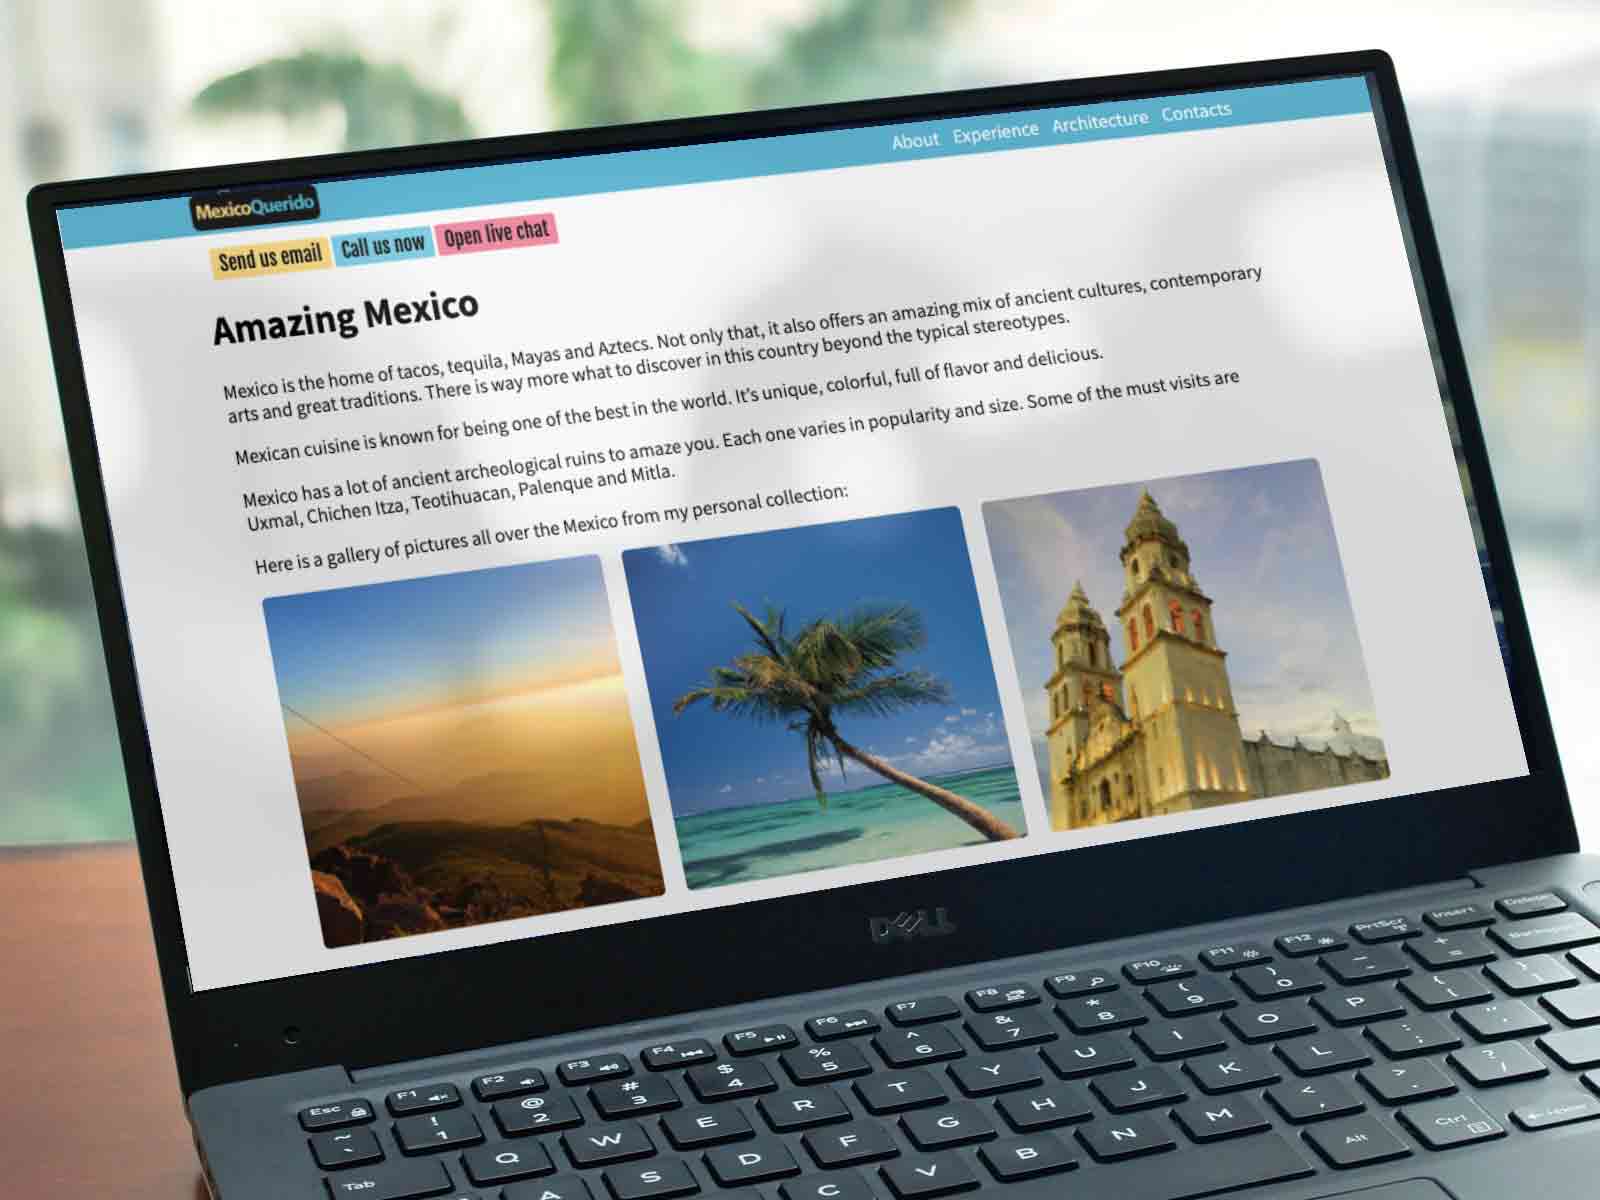 About Experience Architecture Contacts
MexicoQuerido
Send us email Call us now Open live chat
Amazing Mexico
Mexico is the home of tacos, tequila, Mayas and Aztecs. Not only that, it also offers an amazing mix of ancient cultures, contemporary
arts and great traditions. There is way more what to discover in this country beyond the typical stereotypes.
Mexican cuisine is known for being one of the best in the world. It's unique, colorful, full of flavor and delicious.
Mexico has a lot of ancient archeological ruins to amaze you. Each one varies in popularity and size. Some of the must visits are
Uxmal, Chichen Itza, Teotihuacan, Palenque and Mitla.
Here is a gallery of pictures all over the Mexico from my personal collection:
DELL
Esc F1 F2 F3 F4 F5 F6 F7 F8 F9 F10 F11 F12 PrtScr Insert Delete
~ ! @ # $ % ^ & * ( ) _ +
` 1 2 3 4 5 6 7 8 9 0 - = Backspace
Tab Q W E R T Y U I O P { [ } ]
A S D F G H J K L : ; " '
C V B N M < , > . ? /
Alt Ctrl